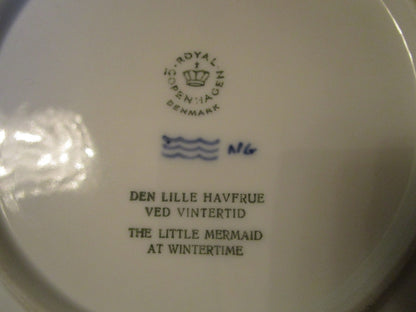 ROYAL
COPENHAGEN
DENMARK
NG
DEN LILLE HAVFRUE
VED VINTERTID
THE LITTLE MERMAID
AT WINTERTIME